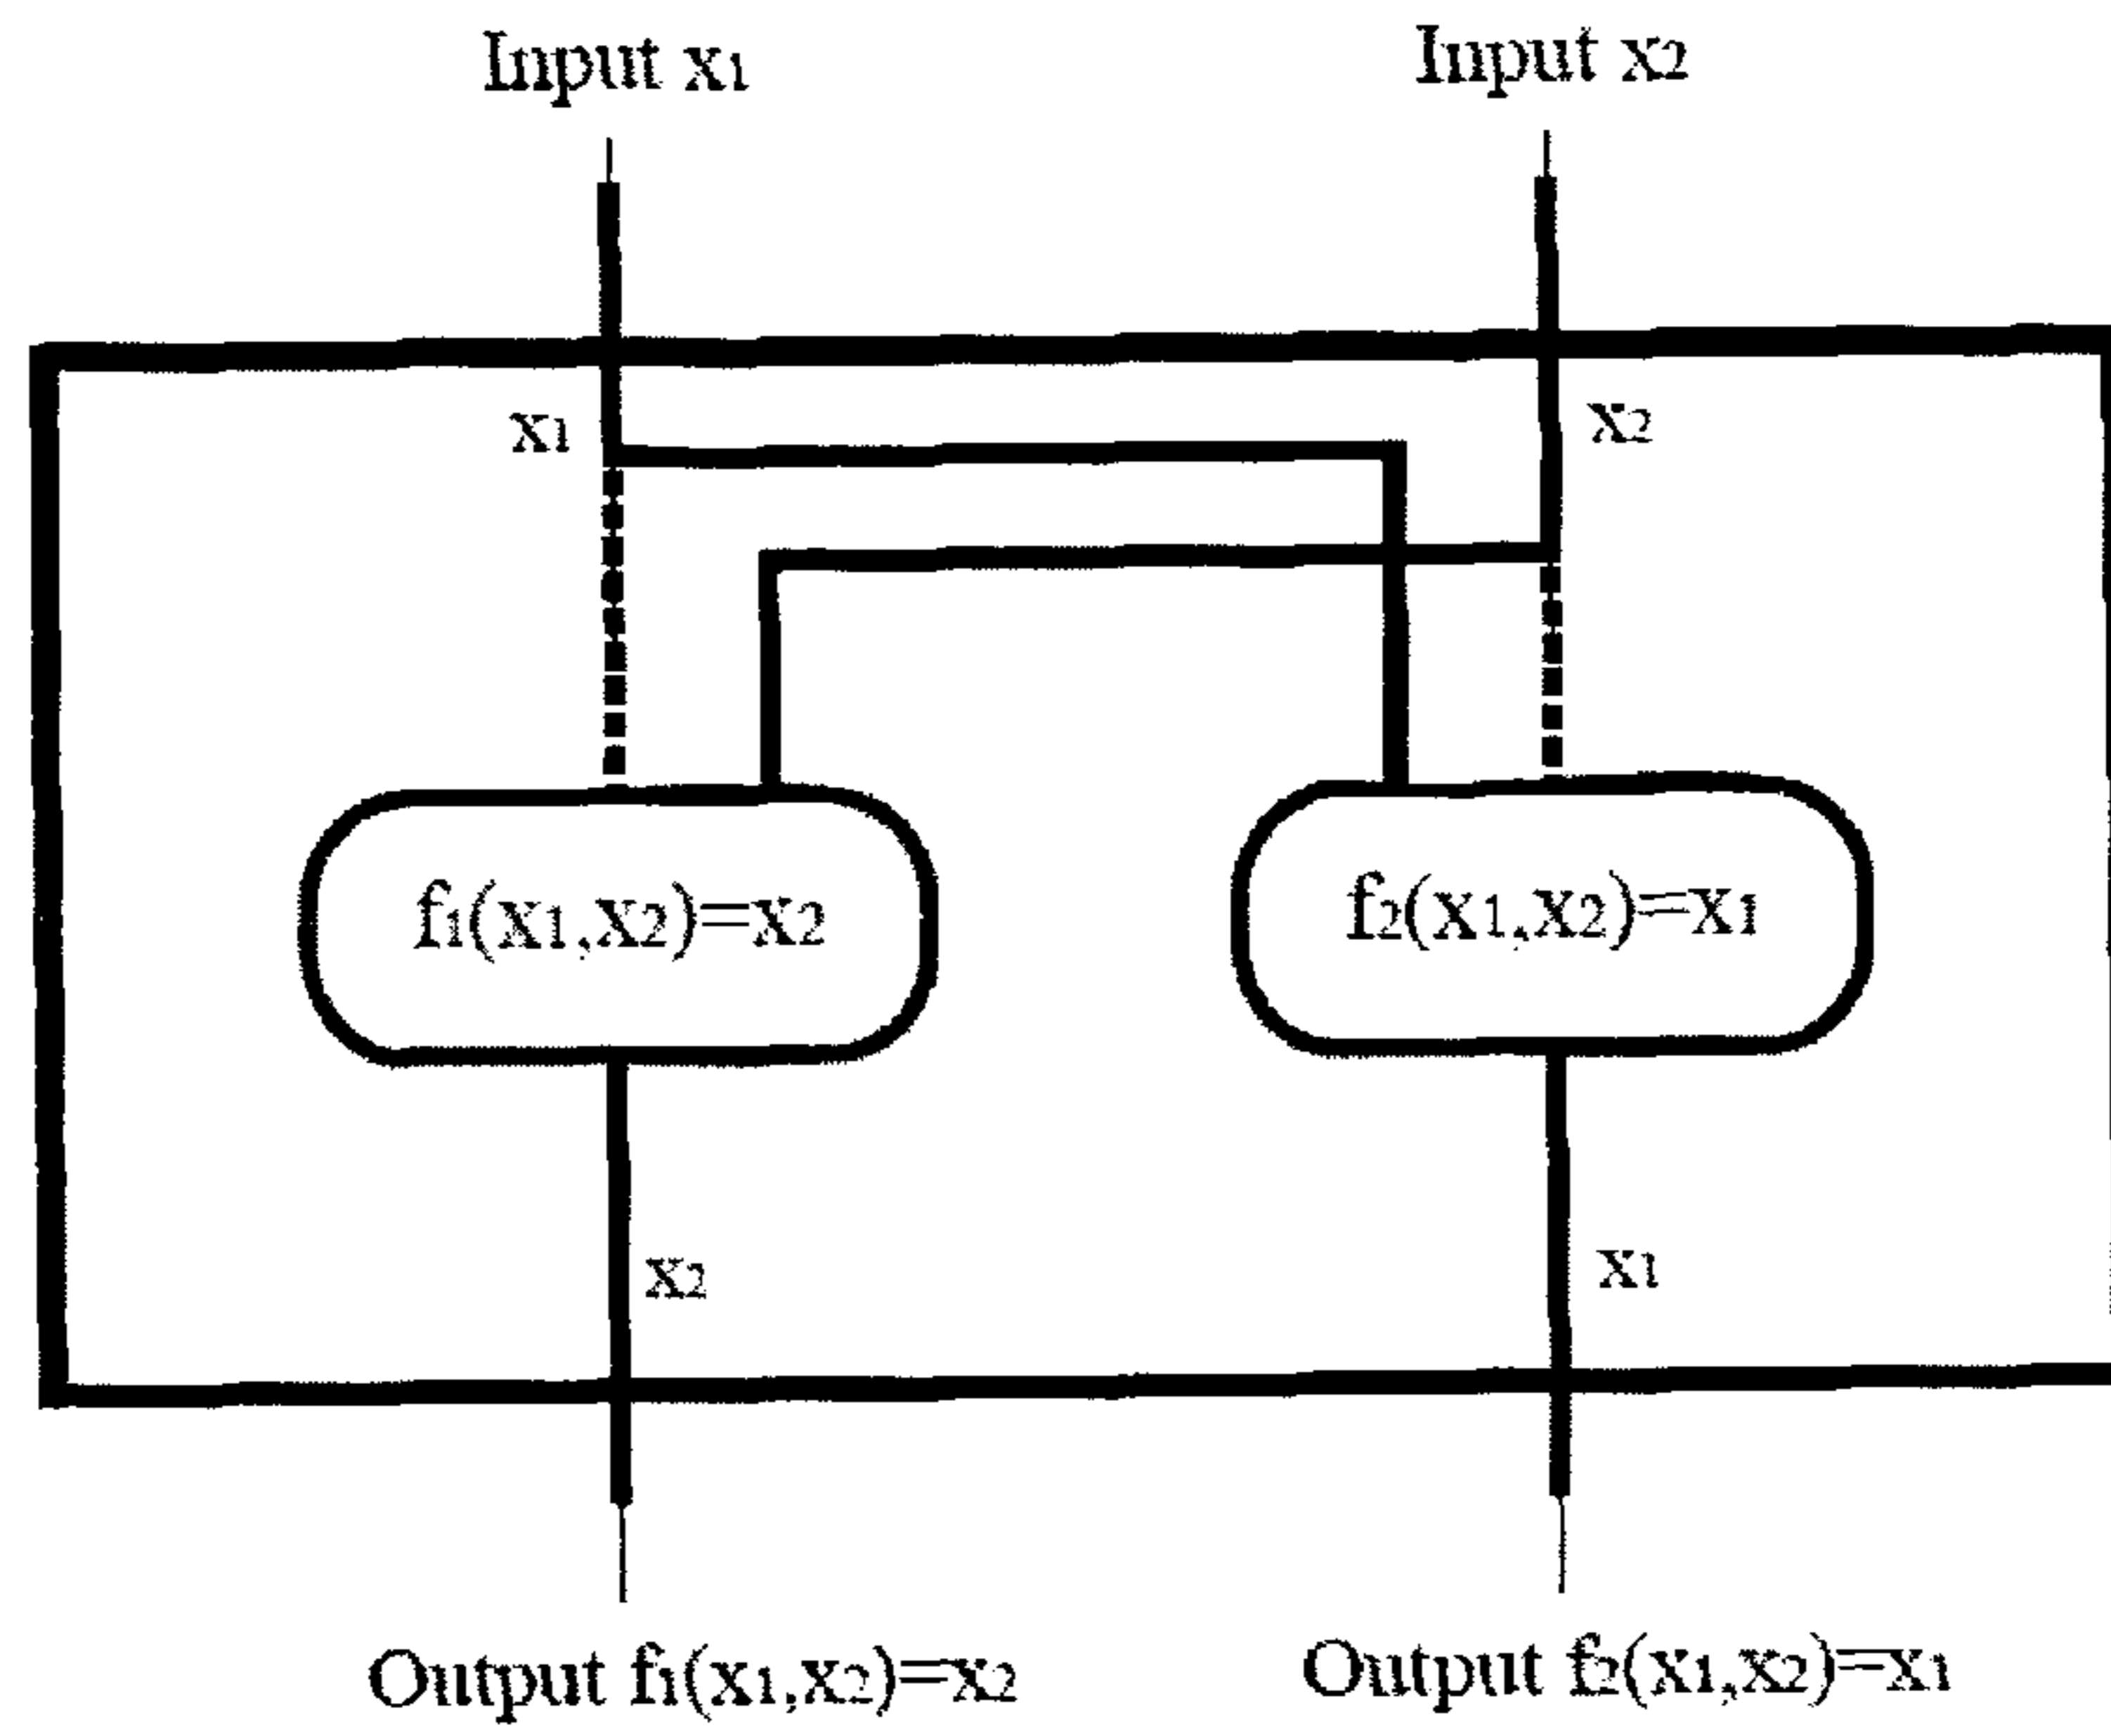 Input x1
Input x2
x1
x2
f1(x1,x2)=x2
f2(x1,x2)=x1
x2
x1
Output f1(x1,x2)=x2
Output f2(x1,x2)=x1